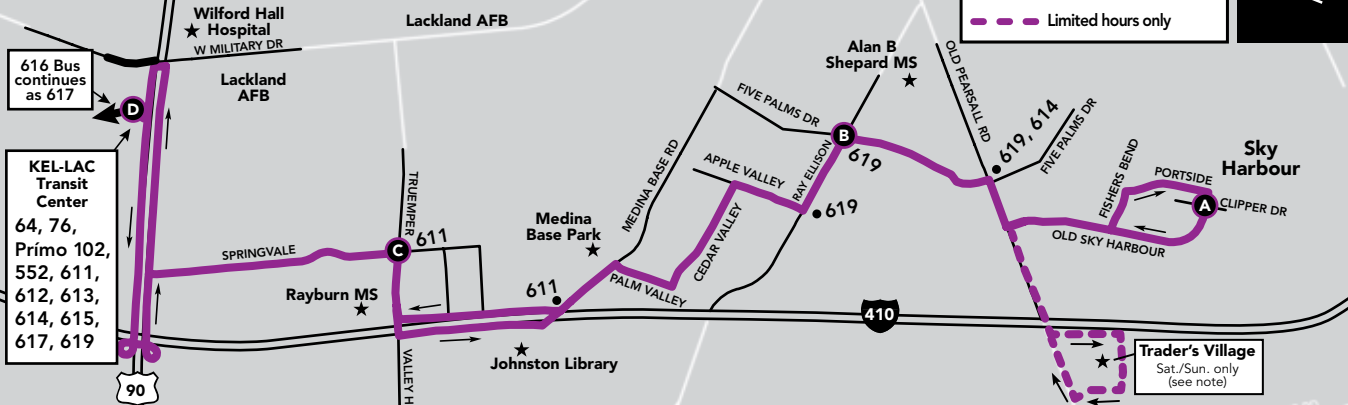 Wilford Hall
Hospital
W MILITARY DR
Lackland AFB
Lackland
AFB
616 Bus
continues
as 617
D
KEL-LAC
Transit
Center
64, 76,
Prímo 102,
552, 611,
612, 613,
614, 615,
617, 619
90
SPRINGVALE
TRUEMPER
C
611
Rayburn MS
VALLEY H
611
Johnston Library
Medina
Base Park
MEDINA BASE RD
PALM VALLEY
CEDAR VALLEY
APPLE VALLEY
FIVE PALMS DR
RAY ELLISON
B
619
619
Alan B
Shepard MS
410
OLD PEARSALL RD
619, 614
FIVE PALMS DR
Limited hours only
FISHERS BEND
PORTSIDE
Sky
Harbour
A
CLIPPER DR
OLD SKY HARBOUR
Trader's Village
Sat./Sun. only
(see note)